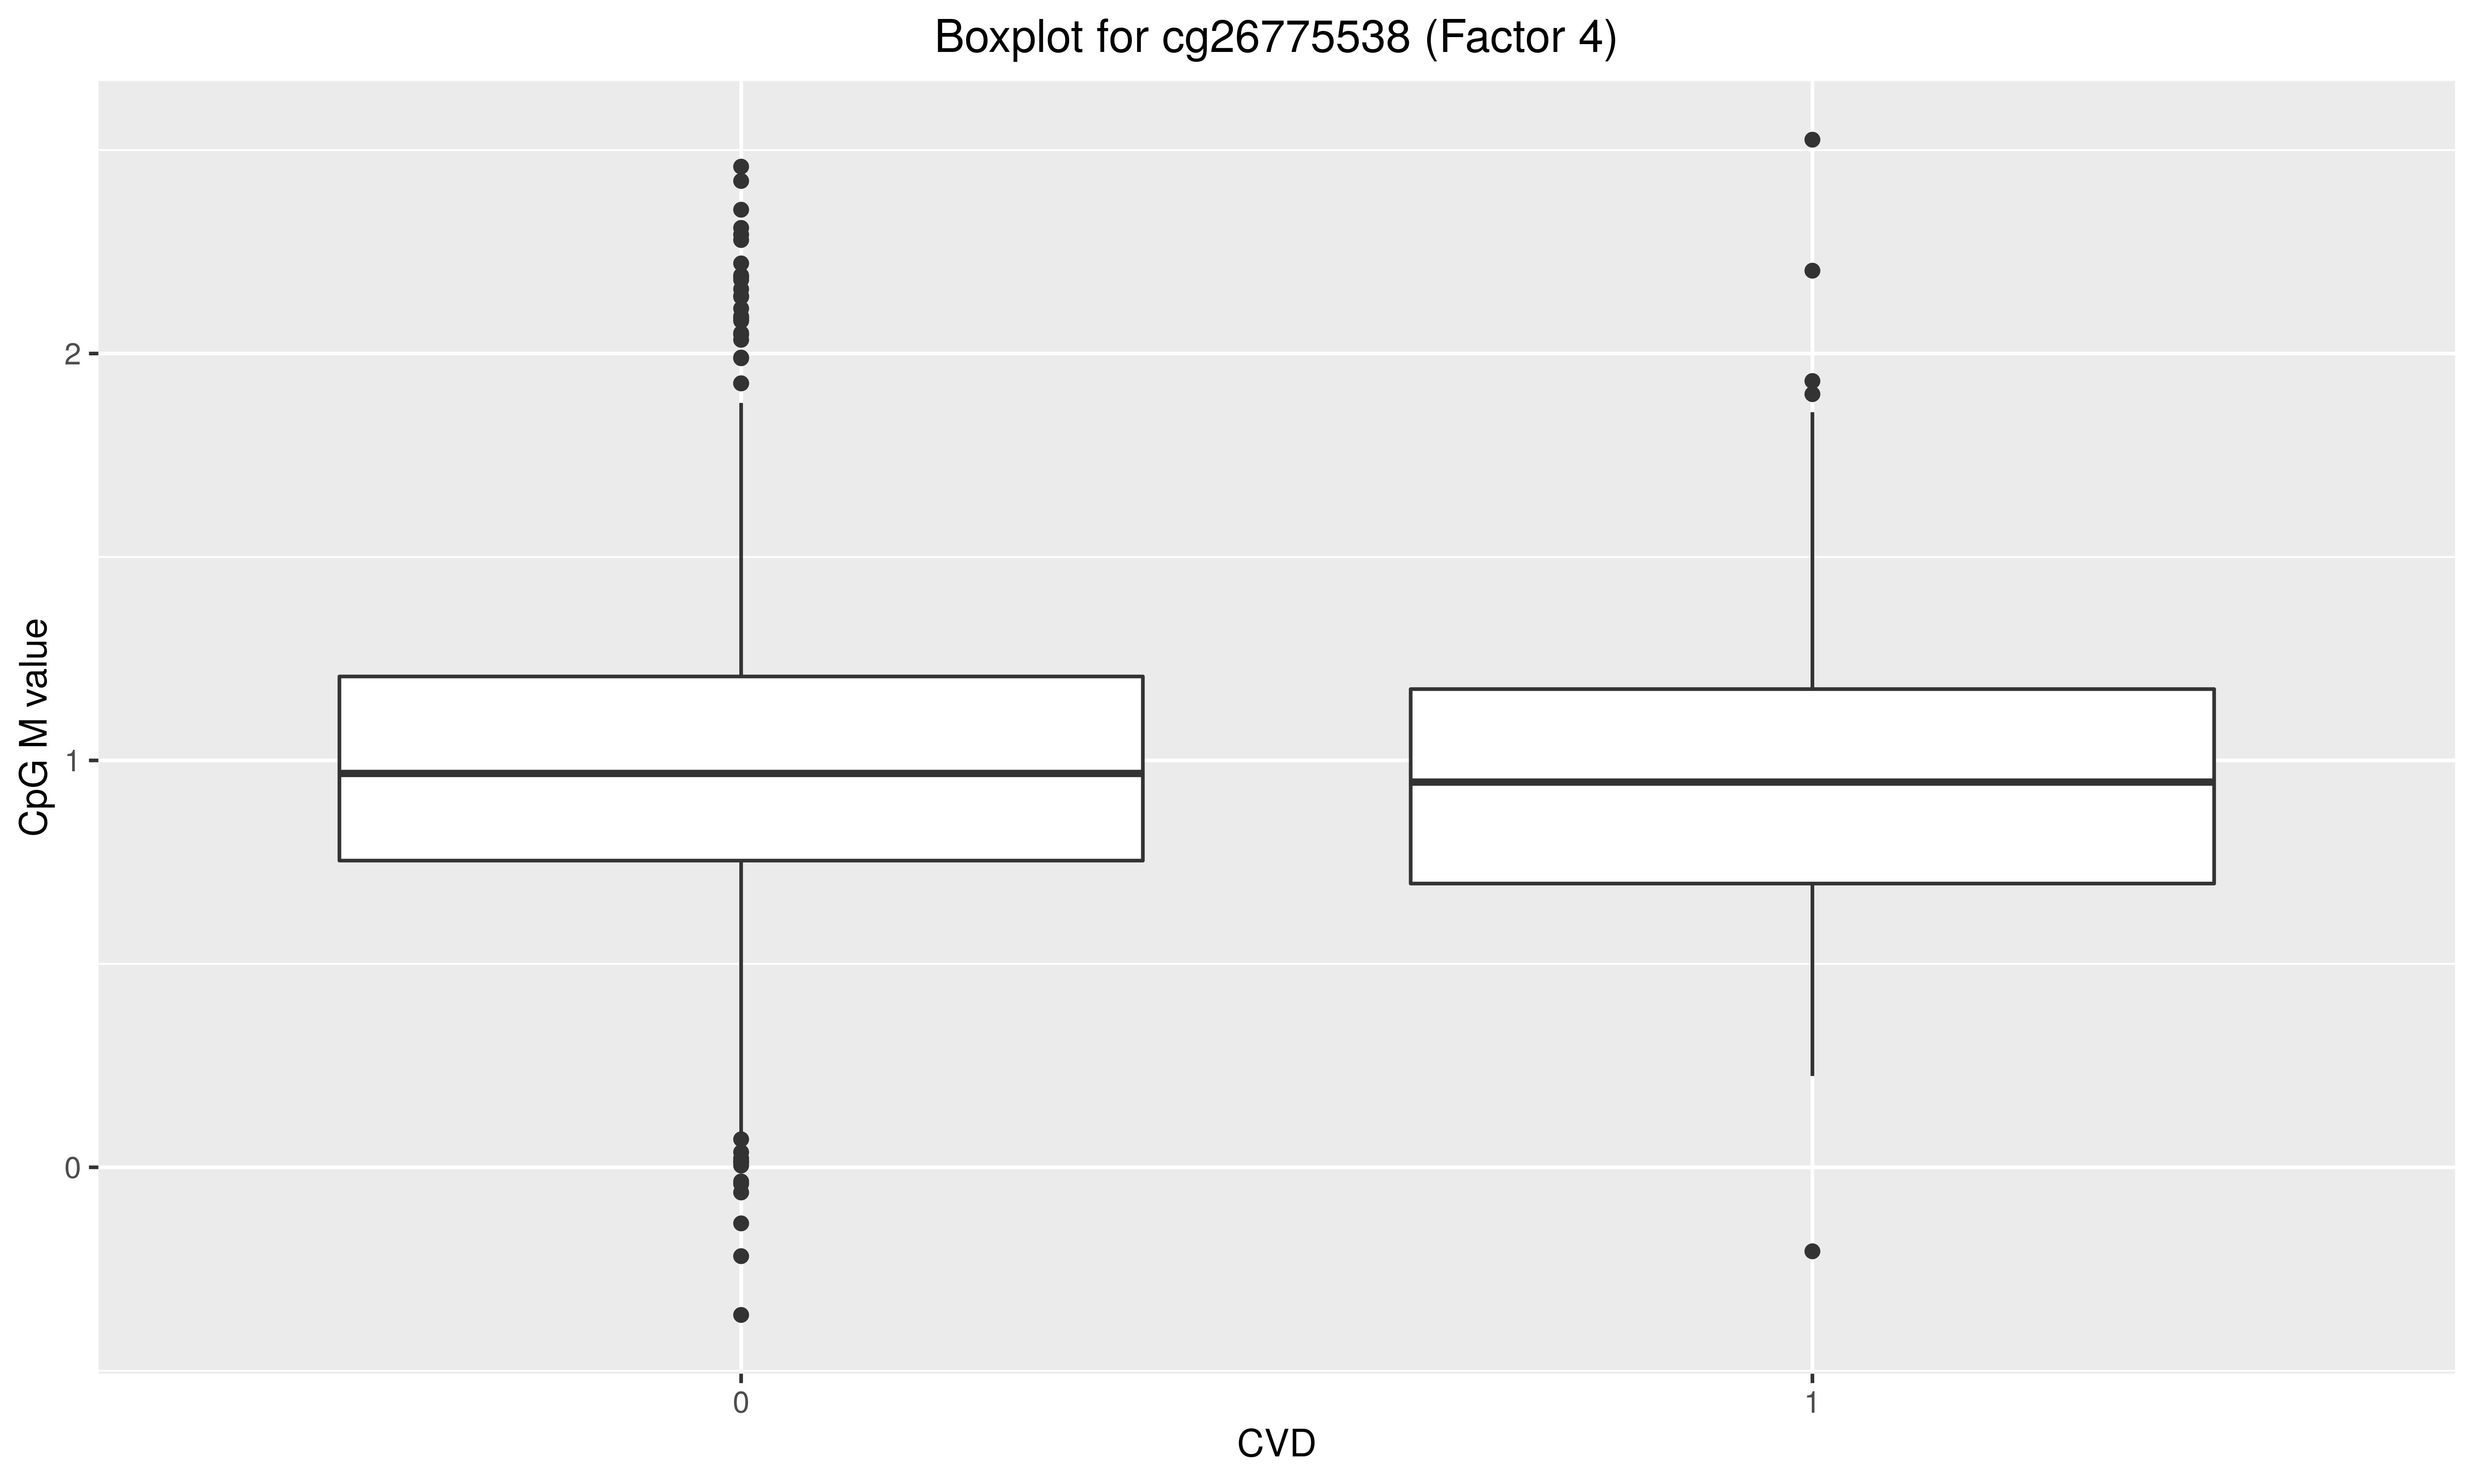 Boxplot for cg26775538 (Factor 4)
CpG M value
2
1
0
0 1
CVD